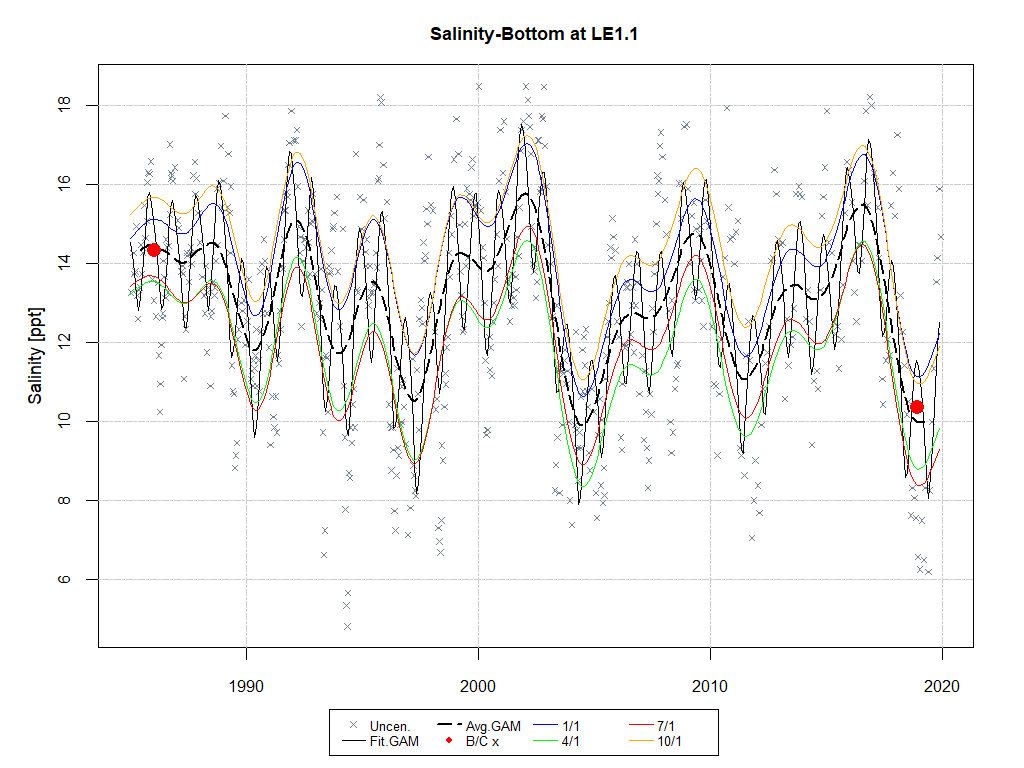 Salinity-Bottom at LE1.1
Salinity [ppt]
18
16
14
12
10
8
6
1990 2000 2010 2020
Uncen. Avg.GAM 1/1 7/1
Fit.GAM B/C x 4/1 10/1